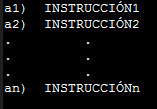 a1) INSTRUCCIÓN1
a2) INSTRUCCIÓN2
. .
. .
. .
an) INSTRUCCIÓNn